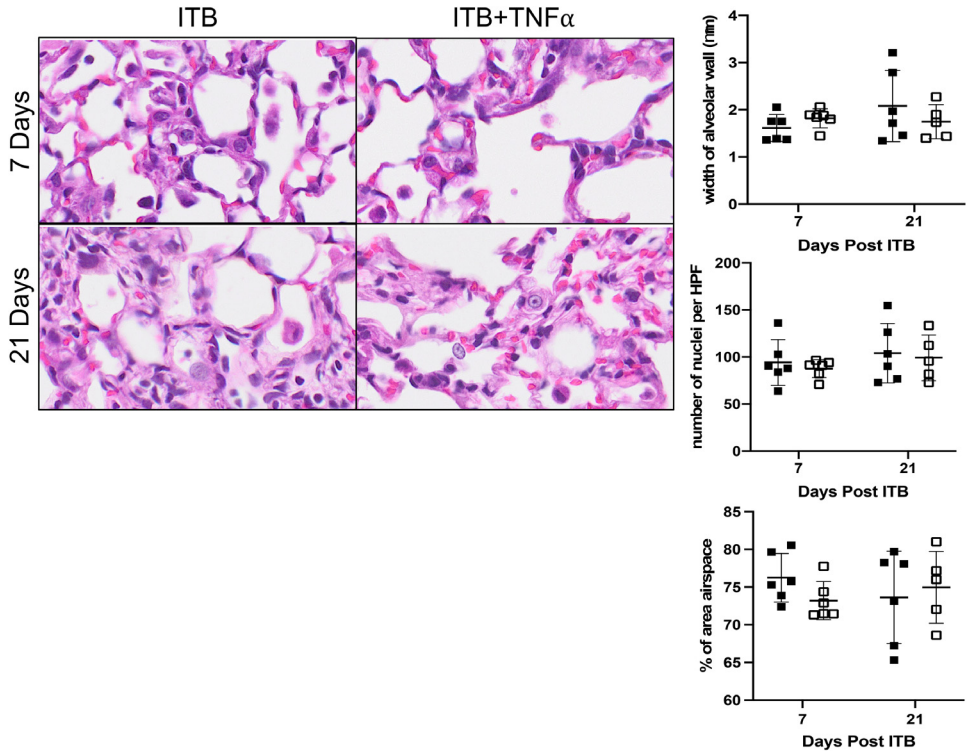 ITB
ITB+TNFα
7 Days
21 Days
width of alveolar wall (mm)
4
3
2
1
0
7
21
Days Post ITB
number of nuclei per HPF
200
150
100
50
0
7
21
Days Post ITB
% of area airspace
85
80
75
70
65
60
7
21
Days Post ITB